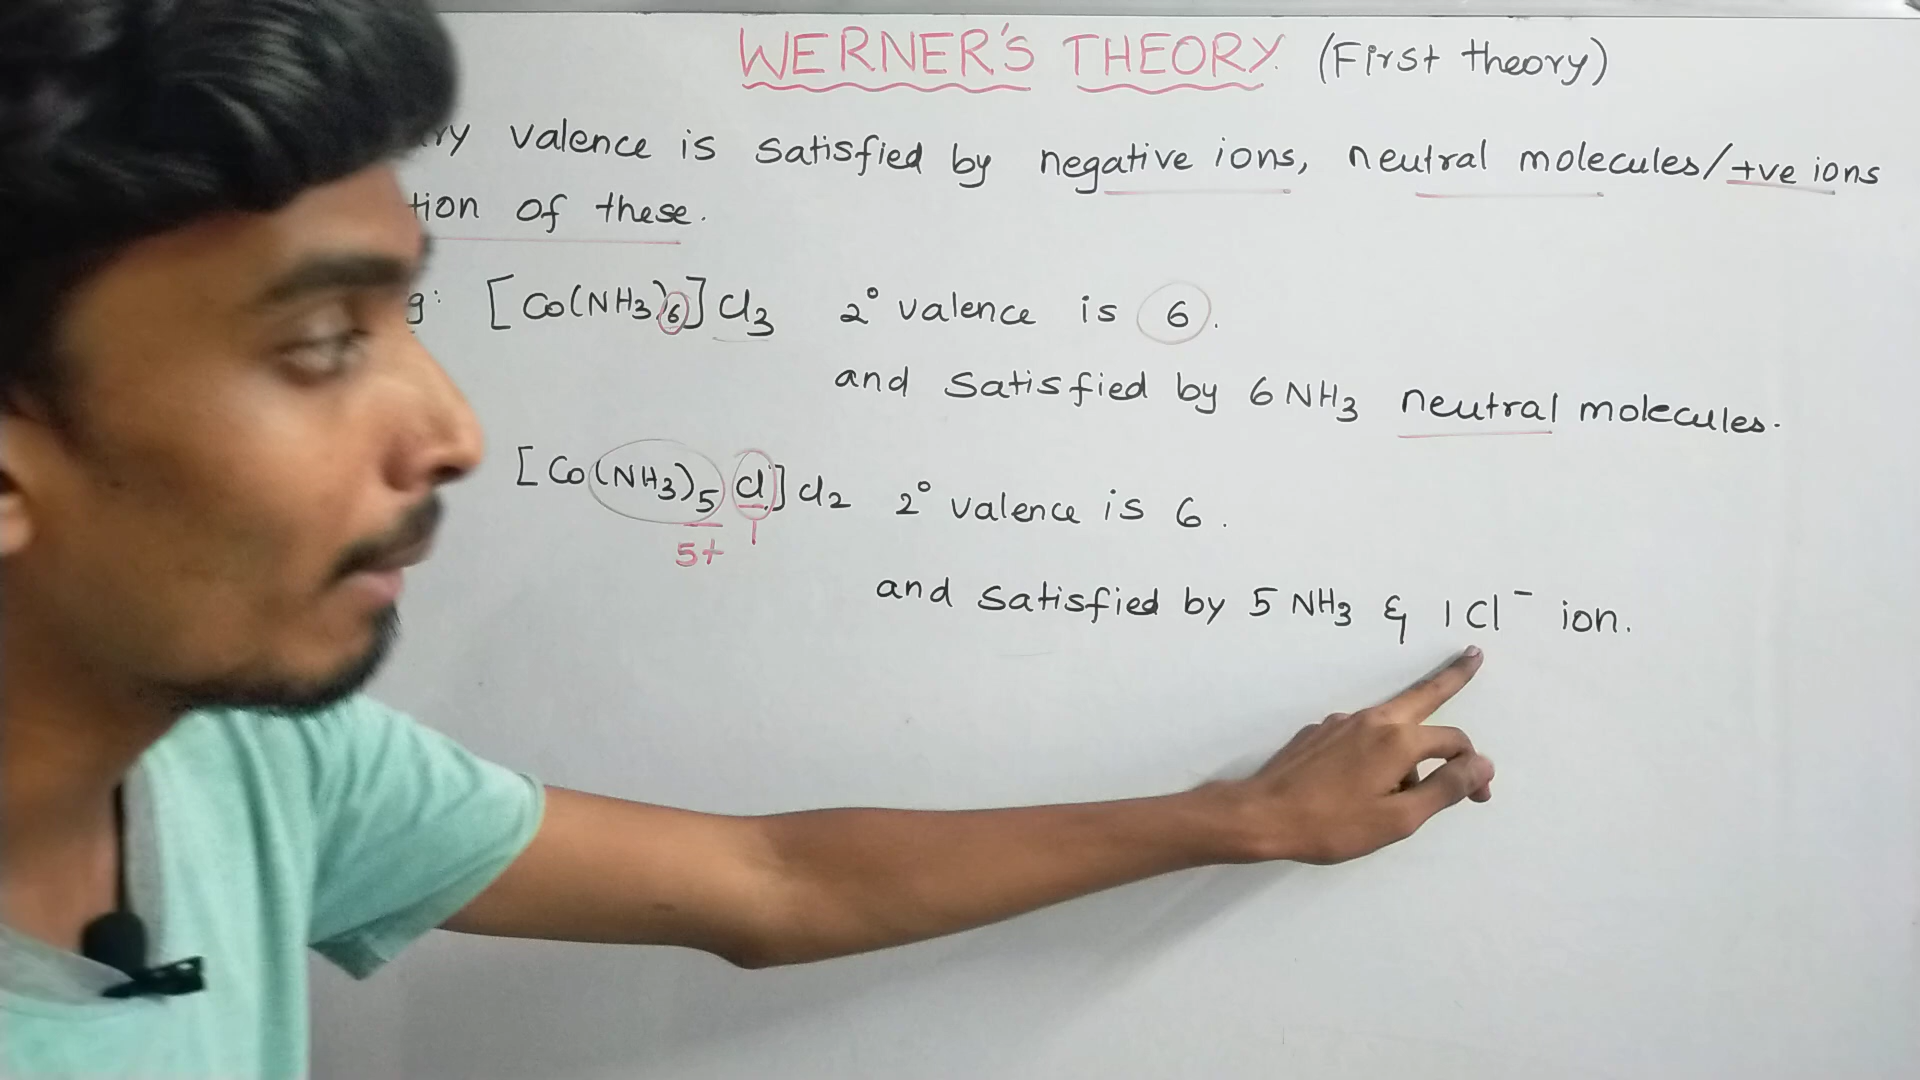 WERNER'S THEORY. (First theory)
valence is satisfied by negative ions, neutral molecules/+ve ions
of these.
[Co(NH3)6]Cl3 2° valence is 6.
and satisfied by 6 NH3 neutral molecules.
[Co(NH3)5 Cl]Cl2 2° valence is 6.
5+ 1
and satisfied by 5 NH3 & 1 Cl⁻ ion.